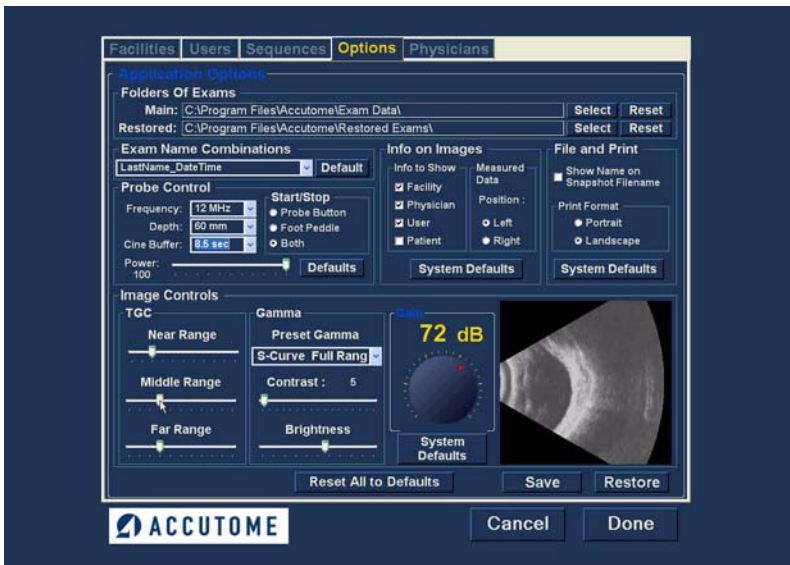 Facilities Users Sequences Options Physicians
Application Options
Folders Of Exams
Main: C:\Program Files\Accutome\Exam Data\ Select Reset
Restored: C:\Program Files\Accutome\Restored Exams\ Select Reset
Exam Name Combinations
LastName_DateTime Default
Probe Control
Frequency: 12 MHz
Depth: 60 mm
Cine Buffer: 8.5 sec
Start/Stop
Probe Button
Foot Peddle
Both
Power:
100
Defaults
Info on Images
Info to Show
Facility
Physician
User
Patient
Measured
Data
Position :
Left
Right
System Defaults
File and Print
Show Name on
Snapshot Filename
Print Format
Portrait
Landscape
System Defaults
Image Controls
TGC
Near Range
Middle Range
Far Range
Gamma
Preset Gamma
S-Curve Full Rang
Contrast : 5
Brightness
Gain
72 dB
System
Defaults
Reset All to Defaults Save Restore
ACCUTOME Cancel Done